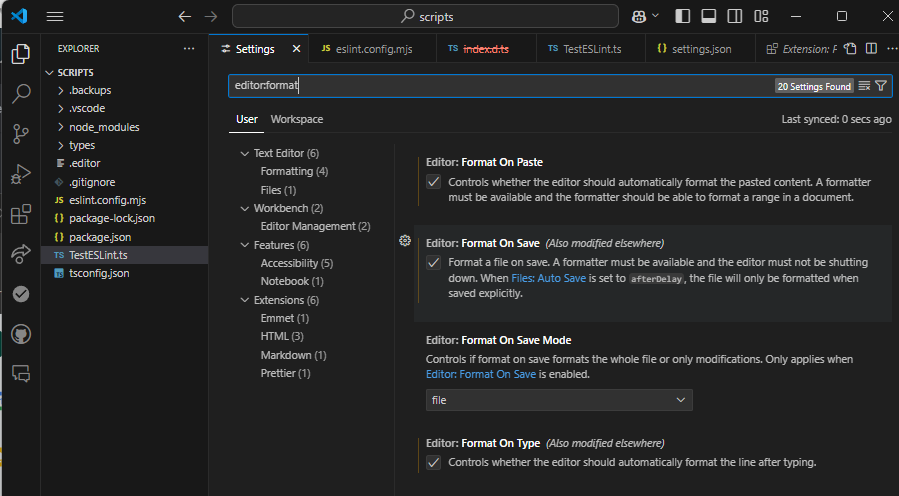 scripts
EXPLORER
Settings
eslint.config.mjs
index.d.ts
TestESLint.ts
settings.json
Extension: P
SCRIPTS
.backups
.vscode
node_modules
types
.editor
.gitignore
eslint.config.mjs
package-lock.json
package.json
TestESLint.ts
tsconfig.json
editor:format
20 Settings Found
User
Workspace
Last synced: 0 secs ago
Text Editor (6)
Formatting (4)
Files (1)
Workbench (2)
Editor Management (2)
Features (6)
Accessibility (5)
Notebook (1)
Extensions (6)
Emmet (1)
HTML (3)
Markdown (1)
Prettier (1)
Editor: Format On Paste
Controls whether the editor should automatically format the pasted content. A formatter
must be available and the formatter should be able to format a range in a document.
Editor: Format On Save (Also modified elsewhere)
Format a file on save. A formatter must be available and the editor must not be shutting
down. When Files: Auto Save is set to afterDelay, the file will only be formatted when
saved explicitly.
Editor: Format On Save Mode
Controls if format on save formats the whole file or only modifications. Only applies when
Editor: Format On Save is enabled.
file
Editor: Format On Type (Also modified elsewhere)
Controls whether the editor should automatically format the line after typing.